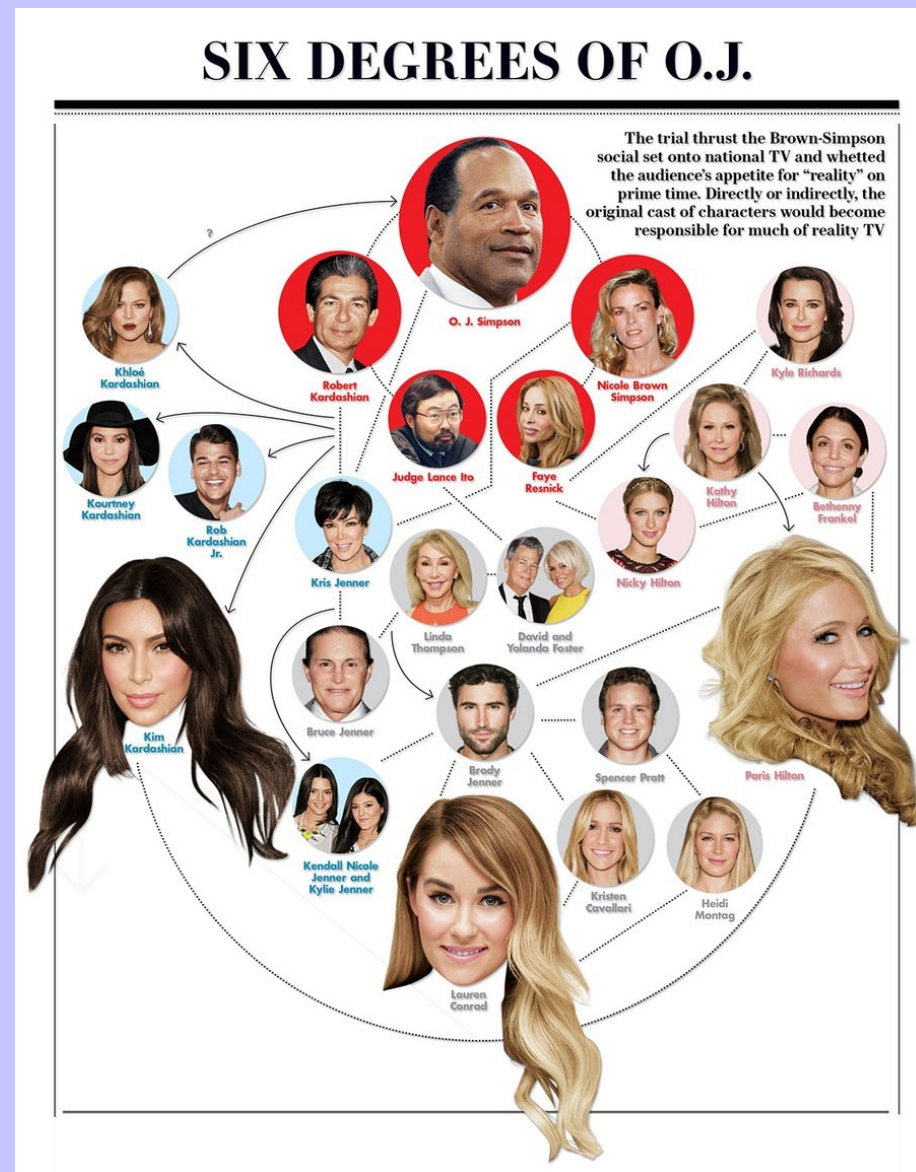 SIX DEGREES OF O.J.
The trial thrust the Brown-Simpson
social set onto national TV and whetted
the audience's appetite for “reality” on
prime time. Directly or indirectly, the
original cast of characters would become
responsible for much of reality TV
?
O. J. Simpson
Khloé
Kardashian
Robert
Kardashian
Nicole Brown
Simpson
Kyle Richards
Judge Lance Ito
Faye
Resnick
Kathy
Hilton
Bethenny
Frankel
Kourtney
Kardashian
Rob
Kardashian
Jr.
Kris Jenner
Nicky Hilton
Linda
Thompson
David and
Yolanda Foster
Kim
Kardashian
Bruce Jenner
Brody
Jenner
Spencer Pratt
Paris Hilton
Kendall Nicole
Jenner and
Kylie Jenner
Kristen
Cavallari
Heidi
Montag
Lauren
Conrad